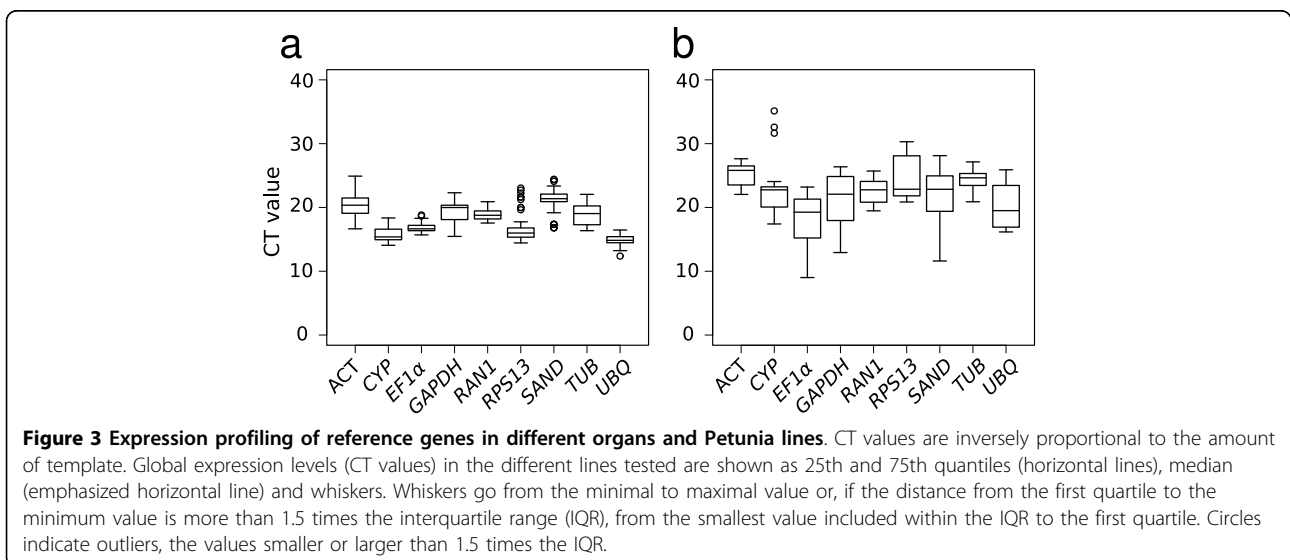 a
b
40
30
20
10
0
CT value
ACT
CYP
EF1α
GAPDH
RAN1
RPS13
SAND
TUB
UBQ
40
30
20
10
0
ACT
CYP
EF1α
GAPDH
RAN1
RPS13
SAND
TUB
UBQ
Figure 3 Expression profiling of reference genes in different organs and Petunia lines. CT values are inversely proportional to the amount
of template. Global expression levels (CT values) in the different lines tested are shown as 25th and 75th quantiles (horizontal lines), median
(emphasized horizontal line) and whiskers. Whiskers go from the minimal to maximal value or, if the distance from the first quartile to the
minimum value is more than 1.5 times the interquartile range (IQR), from the smallest value included within the IQR to the first quartile. Circles
indicate outliers, the values smaller or larger than 1.5 times the IQR.